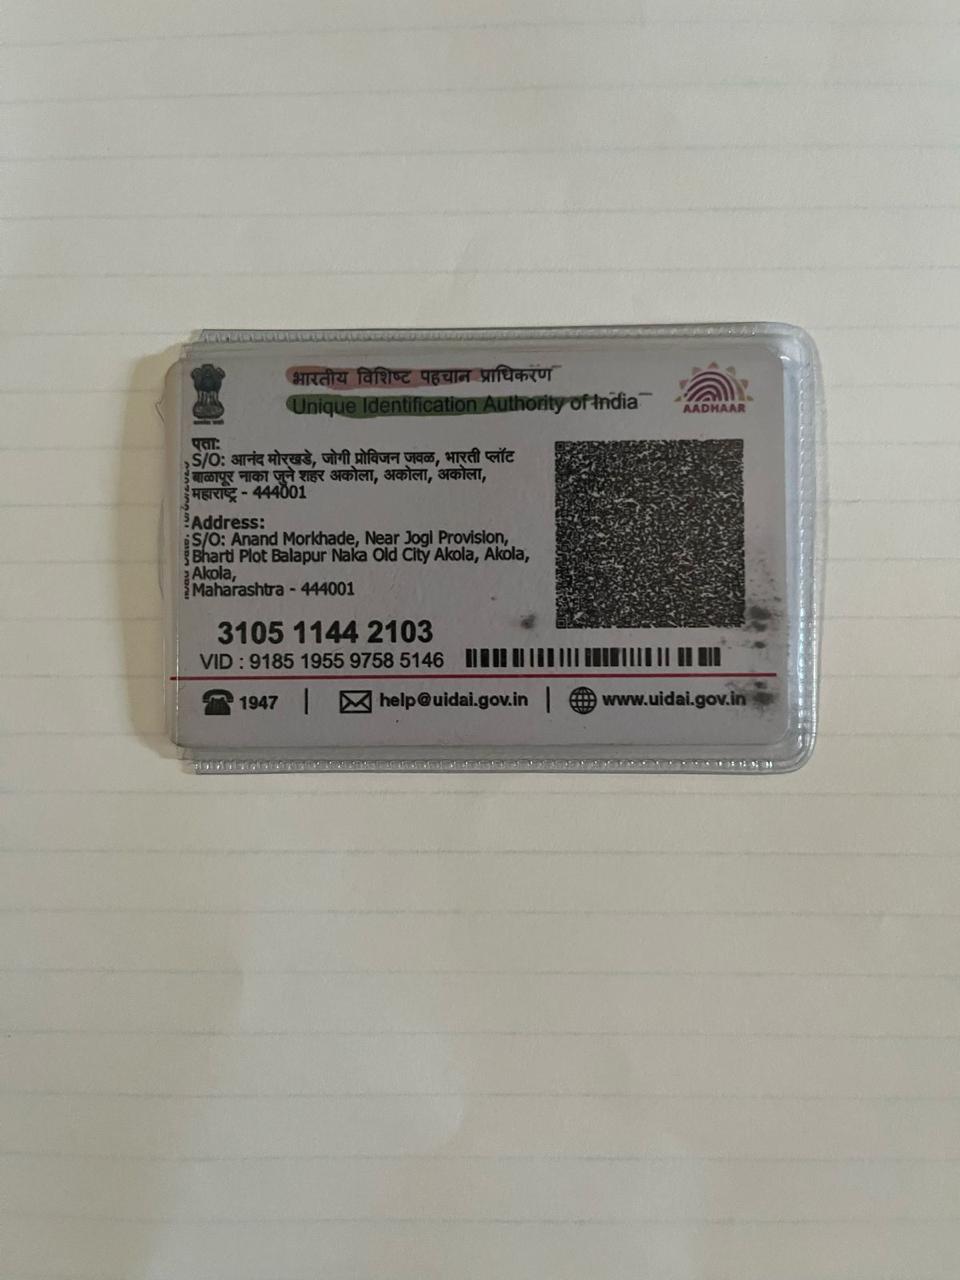 भारतीय विशिष्ट पहचान प्राधिकरण
Unique Identification Authority of India
AADHAAR
पता:
S/O: आनंद मोरखडे, जोगी प्रोविजन जवळ, भारती प्लॉट
बाळापूर नाका जुने शहर अकोला, अकोला, अकोला,
महाराष्ट्र - 444001
Address:
S/O: Anand Morkhade, Near Jogi Provision,
Bharti Plot Balapur Naka Old City Akola, Akola,
Akola,
Maharashtra - 444001
3105 1144 2103
VID : 9185 1955 9758 5146
1947
help@uidai.gov.in
www.uidai.gov.in